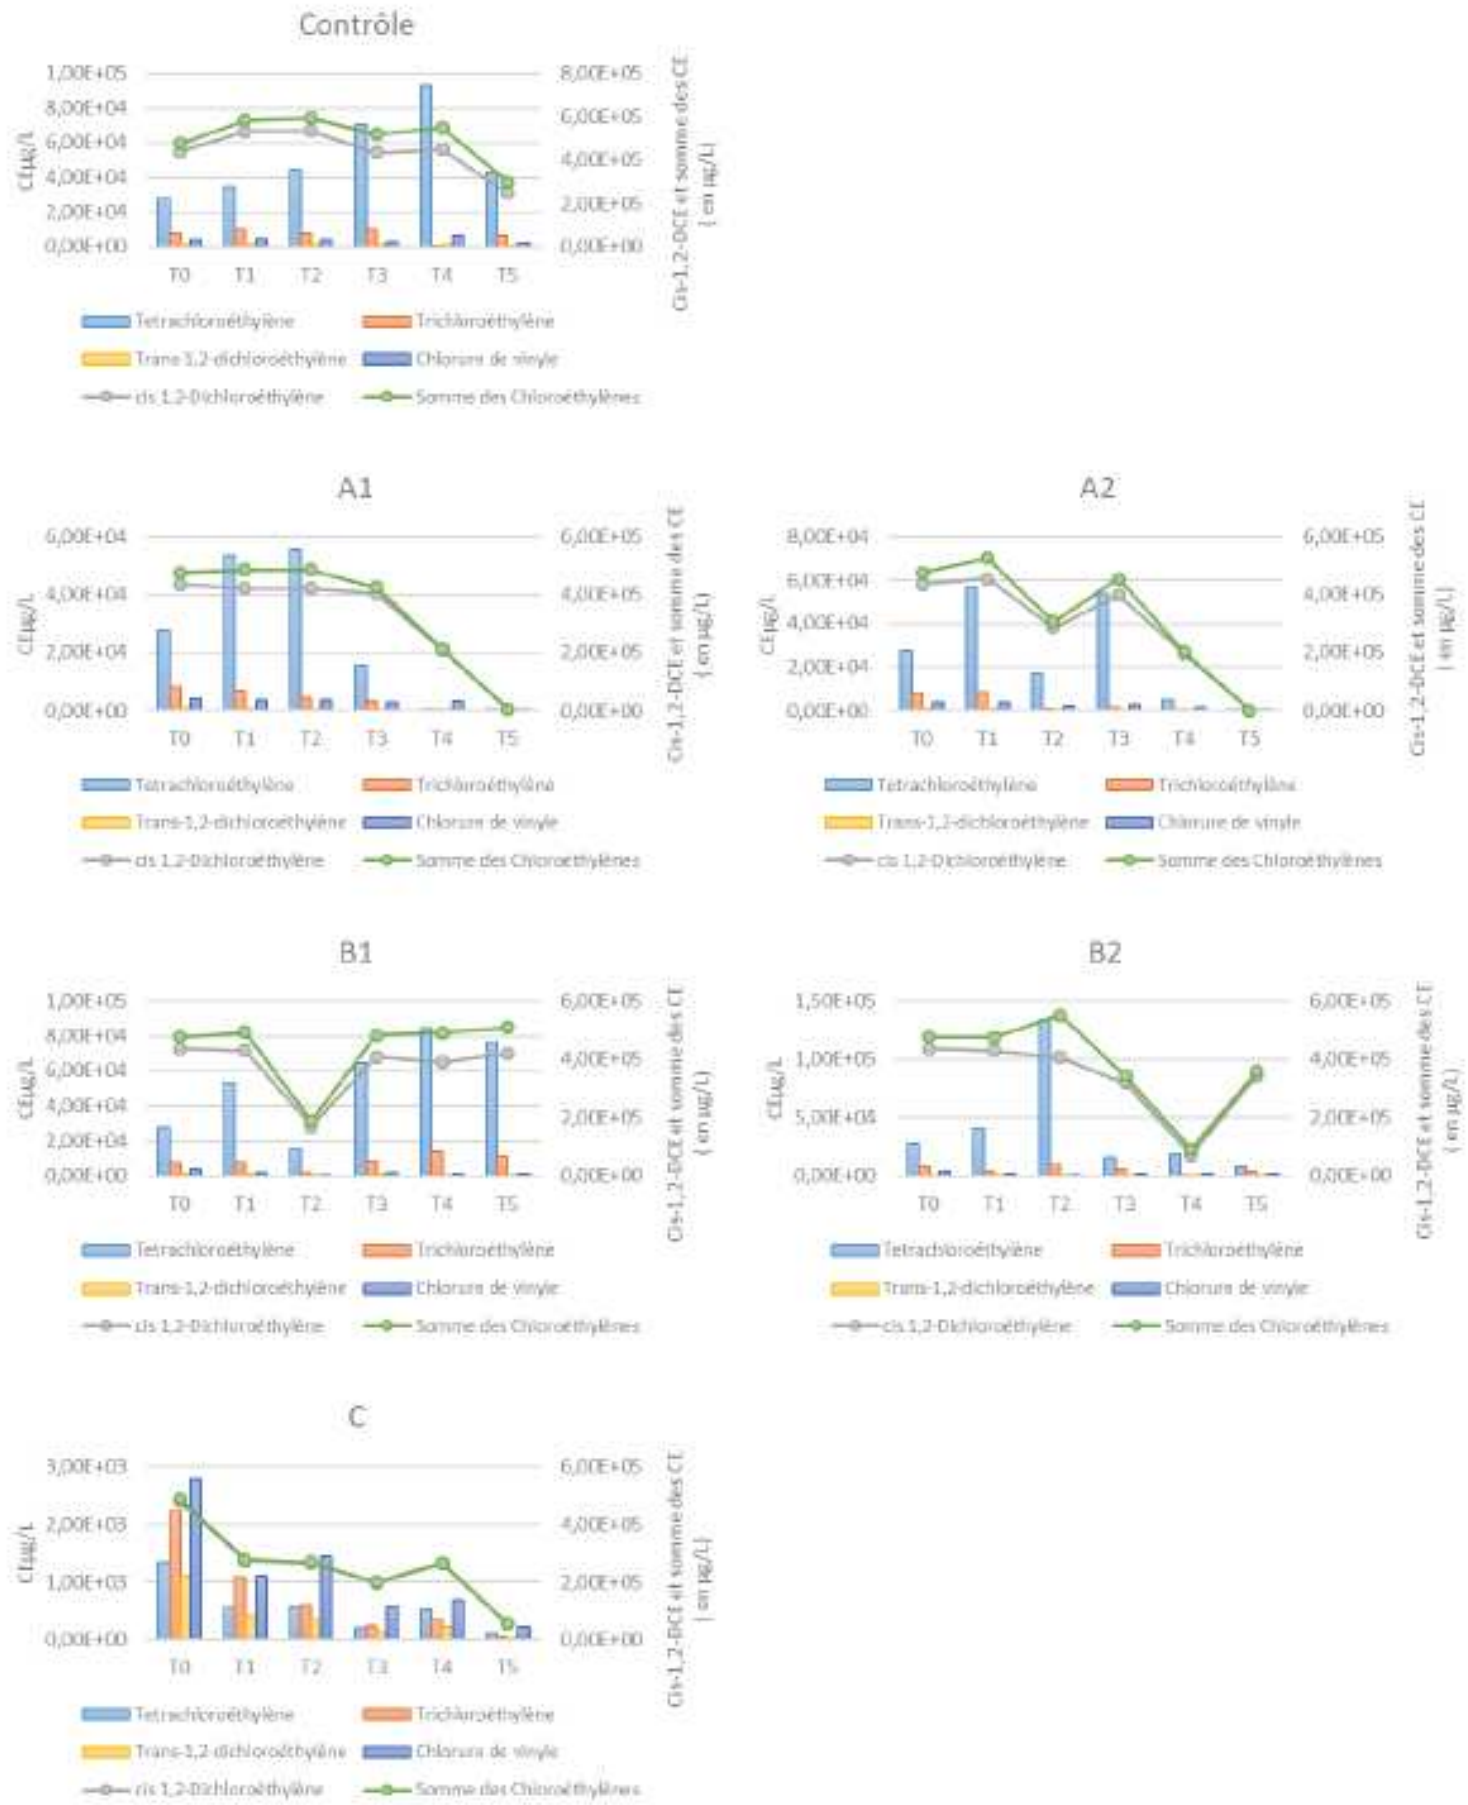 Contrôle
1,00E+05
8,00E+04
6,00E+04
4,00E+04
2,00E+04
0,00E+00
CEµg/L
8,00E+05
6,00E+05
4,00E+05
2,00E+05
0,00E+00
Cis-1,2-DCE et somme des CE
( en µg/L)
T0 T1 T2 T3 T4 T5
Tetrachloroéthylène Trichloroéthylène
Trans-1,2-dichloroéthylène Chlorure de vinyle
cis 1,2-Dichloroéthylène Somme des Chloroéthylènes
A1
6,00E+04
4,00E+04
2,00E+04
0,00E+00
CEµg/L
6,00E+05
4,00E+05
2,00E+05
0,00E+00
Cis-1,2-DCE et somme des CE
( en µg/L)
T0 T1 T2 T3 T4 T5
Tetrachloroéthylène Trichloroéthylène
Trans-1,2-dichloroéthylène Chlorure de vinyle
cis 1,2-Dichloroéthylène Somme des Chloroéthylènes
A2
8,00E+04
6,00E+04
4,00E+04
2,00E+04
0,00E+00
CEµg/L
6,00E+05
4,00E+05
2,00E+05
0,00E+00
Cis-1,2-DCE et somme des CE
( en µg/L)
T0 T1 T2 T3 T4 T5
Tetrachloroéthylène Trichloroéthylène
Trans-1,2-dichloroéthylène Chlorure de vinyle
cis 1,2-Dichloroéthylène Somme des Chloroéthylènes
B1
1,00E+05
8,00E+04
6,00E+04
4,00E+04
2,00E+04
0,00E+00
CEµg/L
6,00E+05
4,00E+05
2,00E+05
0,00E+00
Cis-1,2-DCE et somme des CE
( en µg/L)
T0 T1 T2 T3 T4 T5
Tetrachloroéthylène Trichloroéthylène
Trans-1,2-dichloroéthylène Chlorure de vinyle
cis 1,2-Dichloroéthylène Somme des Chloroéthylènes
B2
1,50E+05
1,00E+05
5,00E+04
0,00E+00
CEµg/L
6,00E+05
4,00E+05
2,00E+05
0,00E+00
Cis-1,2-DCE et somme des CE
( en µg/L)
T0 T1 T2 T3 T4 T5
Tetrachloroéthylène Trichloroéthylène
Trans-1,2-dichloroéthylène Chlorure de vinyle
cis 1,2-Dichloroéthylène Somme des Chloroéthylènes
C
3,00E+03
2,00E+03
1,00E+03
0,00E+00
CEµg/L
6,00E+05
4,00E+05
2,00E+05
0,00E+00
Cis-1,2-DCE et somme des CE
( en µg/L)
T0 T1 T2 T3 T4 T5
Tetrachloroéthylène Trichloroéthylène
Trans-1,2-dichloroéthylène Chlorure de vinyle
cis 1,2-Dichloroéthylène Somme des Chloroéthylènes